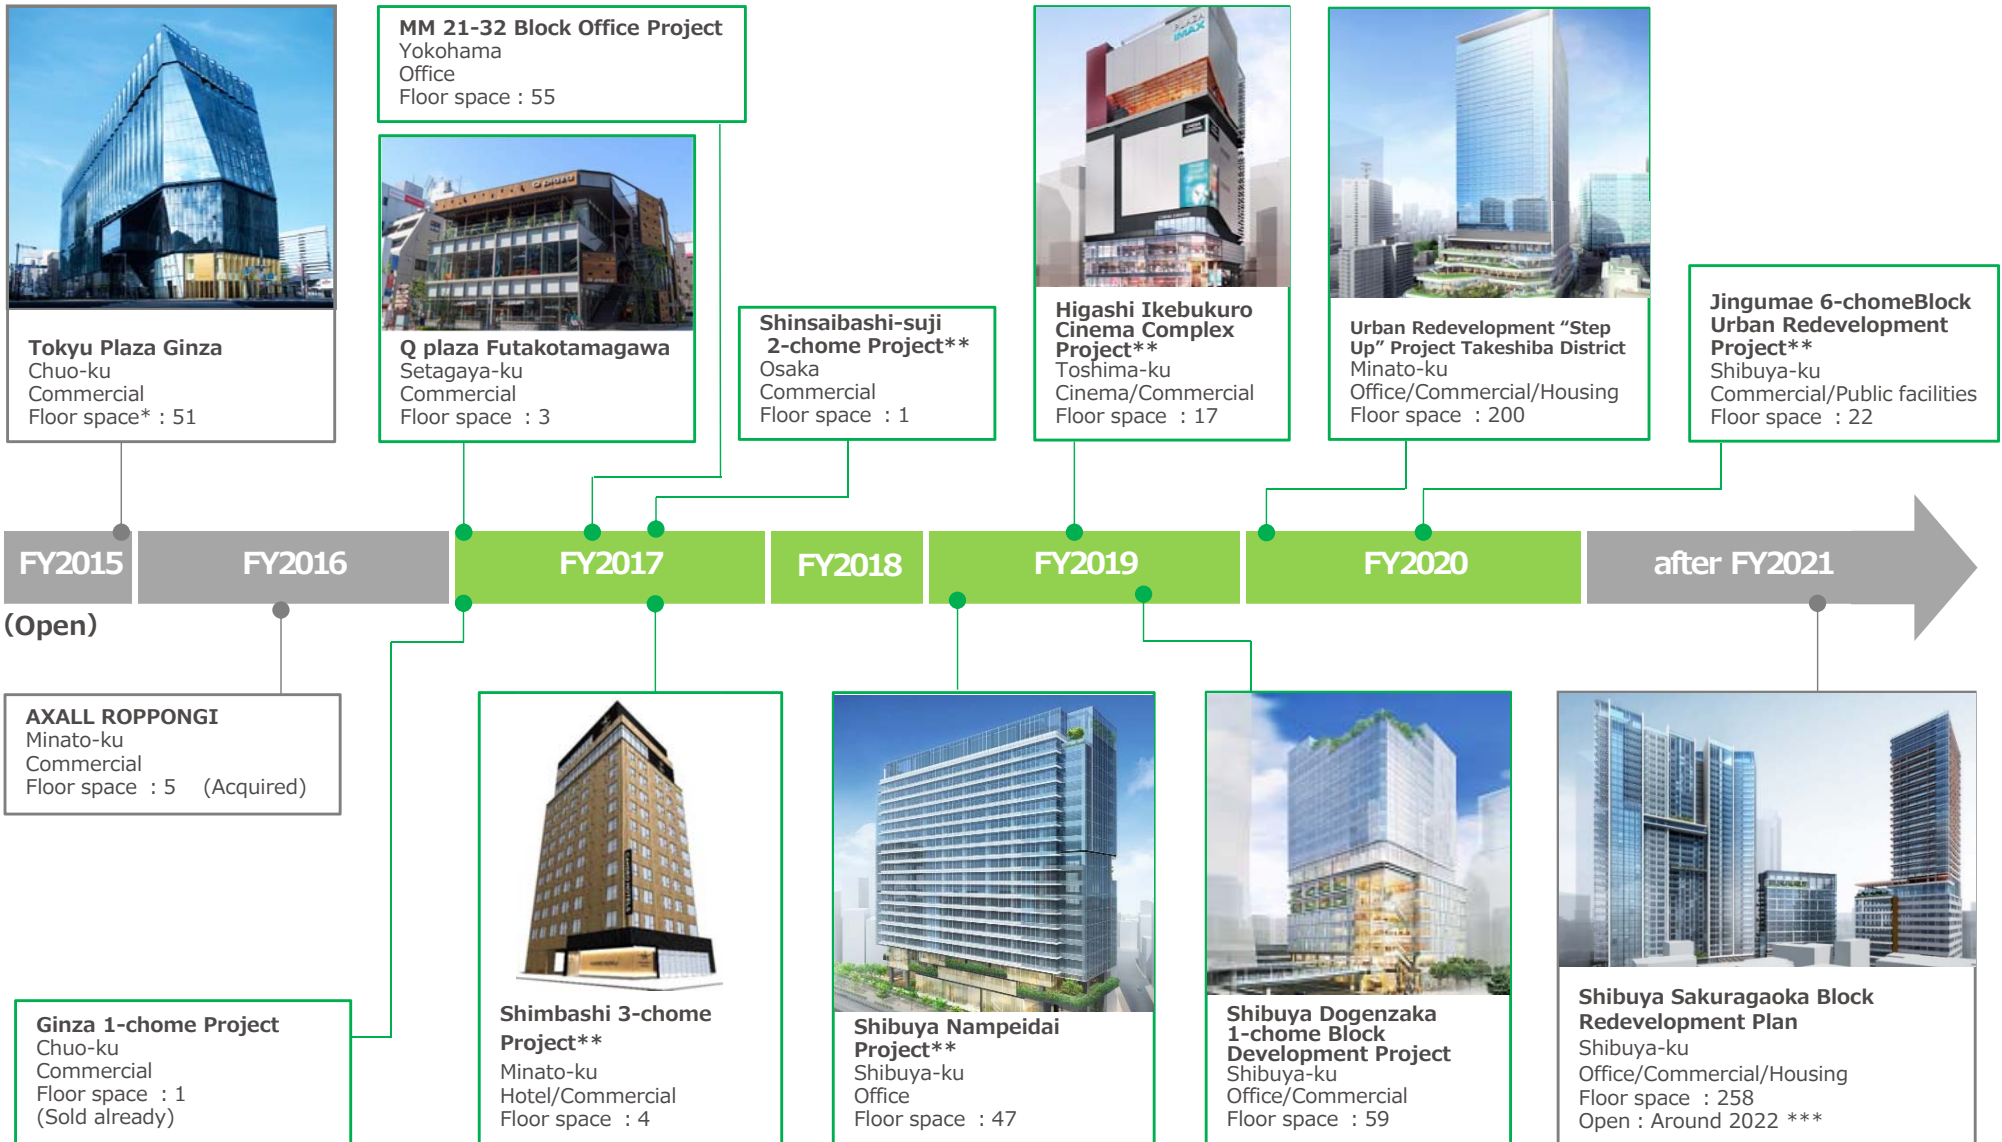 MM 21-32 Block Office Project
Yokohama
Office
Floor space : 55
Tokyu Plaza Ginza
Chuo-ku
Commercial
Floor space* : 51
Q plaza
Q plaza Futakotamagawa
Setagaya-ku
Commercial
Floor space : 3
Shinsaibashi-suji
2-chome Project**
Osaka
Commercial
Floor space : 1
PLAZA
IMAX
Higashi Ikebukuro
Cinema Complex
Project**
Toshima-ku
Cinema/Commercial
Floor space : 17
Urban Redevelopment “Step
Up” Project Takeshiba District
Minato-ku
Office/Commercial/Housing
Floor space : 200
Jingumae 6-chomeBlock
Urban Redevelopment
Project**
Shibuya-ku
Commercial/Public facilities
Floor space : 22
FY2015
FY2016
FY2017
FY2018
FY2019
FY2020
after FY2021
(Open)
AXALL ROPPONGI
Minato-ku
Commercial
Floor space : 5 (Acquired)
Ginza 1-chome Project
Chuo-ku
Commercial
Floor space : 1
(Sold already)
Shimbashi 3-chome
Project**
Minato-ku
Hotel/Commercial
Floor space : 4
Shibuya Nampeidai
Project**
Shibuya-ku
Office
Floor space : 47
Shibuya Dogenzaka
1-chome Block
Development Project
Shibuya-ku
Office/Commercial
Floor space : 59
Shibuya Sakuragaoka Block
Redevelopment Plan
Shibuya-ku
Office/Commercial/Housing
Floor space : 258
Open : Around 2022 ***